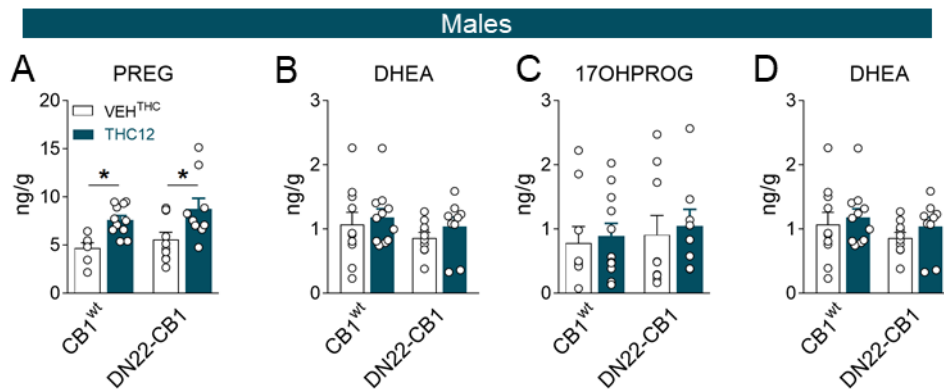 Males
A
PREG
ng/g
20
15
10
5
0
VEH^THC
THC12
*
*
CB1^wt
DN22-CB1
B
DHEA
ng/g
3
2
1
0
CB1^wt
DN22-CB1
C
17OHPROG
ng/g
3
2
1
0
CB1^wt
DN22-CB1
D
DHEA
ng/g
3
2
1
0
CB1^wt
DN22-CB1